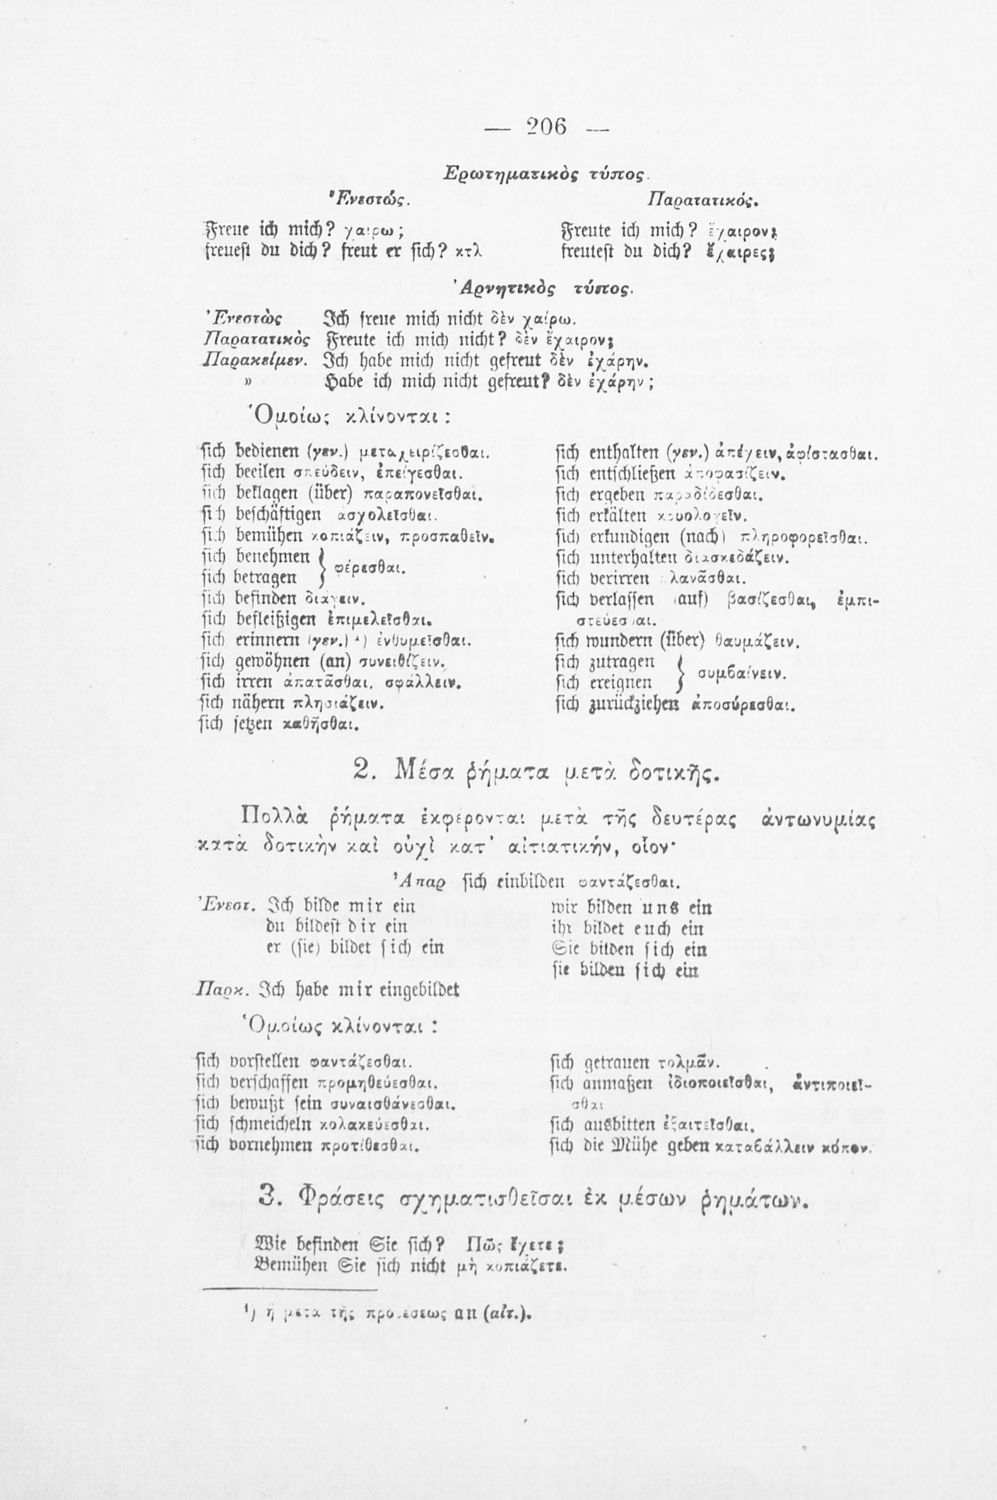 — 206 —
Ερωτηματικὸς τύπος.
Ἐνεστώς. Παρατατικός.
Freue ich mich? χαίρω; Freute ich mich? ἔχαιρον;
freuest du dich? freut er sich? κτλ freutest du dich? ἔχαιρες;
Ἀρνητικὸς τύπος.
Ἐνεστὼς Ich freue mich nicht δὲν χαίρω.
Παρατατικὸς Freute ich mich nicht? δὲν ἔχαιρον;
Παρακείμεν. Ich habe mich nicht gefreut δὲν ἐχάρην.
» Habe ich mich nicht gefreut? δὲν ἐχάρην;
Ὁμοίως κλίνονται:
sich bedienen (γεν.) μεταχειρίζεσθαι.
sich beeilen σπεύδειν, ἐπείγεσθαι.
sich beklagen (über) παραπονεῖσθαι.
sich beschäftigen ἀσχολεῖσθαι.
sich bemühen κοπιάζειν, προσπαθεῖν.
sich benehmen } φέρεσθαι.
sich betragen
sich befinden διάγειν.
sich befleißigen ἐπιμελεῖσθαι.
sich erinnern (γεν.) ¹) ἐνθυμεῖσθαι.
sich gewöhnen (an) συνειθίζειν.
sich irren ἀπατᾶσθαι, σφάλλειν.
sich nähern πλησιάζειν.
sich setzen καθῆσθαι.
sich enthalten (γεν.) ἀπέχειν, ἀφίστασθαι.
sich entschließen ἀποφασίζειν.
sich ergeben παραδίδεσθαι.
sich erkälten κρυολογεῖν.
sich erkundigen (nach) πληροφορεῖσθαι.
sich unterhalten διασκεδάζειν.
sich verirren πλανᾶσθαι.
sich verlassen (auf) βασίζεσθαι, ἐμπι-
στεύεσθαι.
sich wundern (über) θαυμάζειν.
sich zutragen } συμβαίνειν.
sich ereignen
sich zurückziehen ἀποσύρεσθαι.
2. Μέσα ῥήματα μετὰ δοτικῆς.
Πολλὰ ῥήματα ἐκφέρονται μετὰ τῆς δευτέρας ἀντωνυμίας
κατὰ δοτικὴν καὶ οὐχὶ κατ' αἰτιατικήν, οἷον·
Ἀπαρ sich einbilden φαντάζεσθαι.
Ἐνεστ. Ich bilde mir ein wir bilden uns ein
du bildest dir ein ihr bildet euch ein
er (sie) bildet sich ein Sie bilden sich ein
sie bilden sich ein
Παρκ. Ich habe mir eingebildet
Ὁμοίως κλίνονται:
sich vorstellen φαντάζεσθαι.
sich verschaffen προμηθεύεσθαι.
sich bewußt sein συναισθάνεσθαι.
sich schmeicheln κολακεύεσθαι.
sich vornehmen προτίθεσθαι.
sich getrauen τολμᾶν.
sich anmaßen ἰδιοποιεῖσθαι, ἀντιποιεῖ-
σθαι
sich ausbitten ἐξαιτεῖσθαι.
sich die Mühe geben καταβάλλειν κόπον.
3. Φράσεις σχηματισθεῖσαι ἐκ μέσων ῥημάτων.
Wie befinden Sie sich? Πῶς ἔχετε;
Bemühen Sie sich nicht μὴ κοπιάζετε.
¹) ἢ μετὰ τῆς προθέσεως an (αἰτ.).